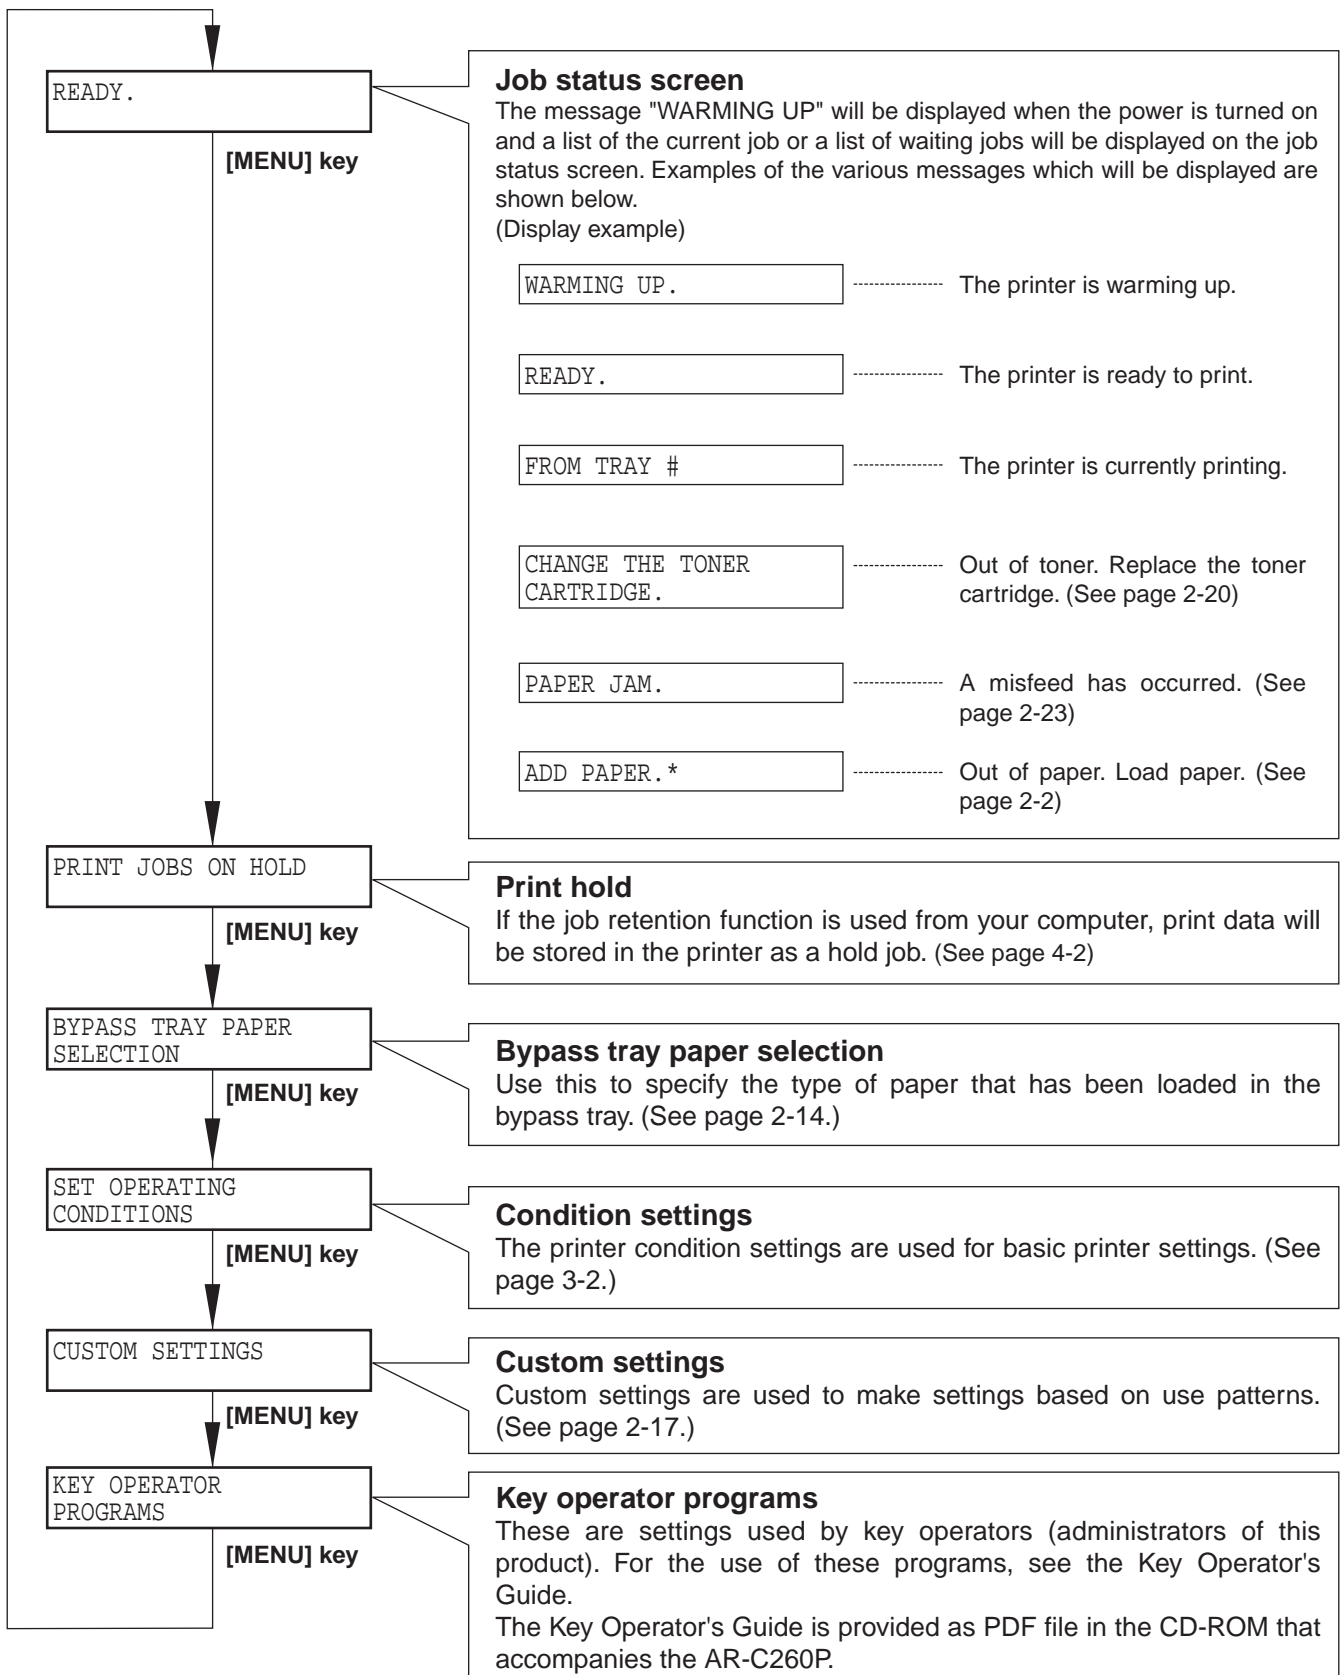 READY.
[MENU] key
Job status screen
The message "WARMING UP" will be displayed when the power is turned on
and a list of the current job or a list of waiting jobs will be displayed on the job
status screen. Examples of the various messages which will be displayed are
shown below.
(Display example)
WARMING UP.
The printer is warming up.
READY.
The printer is ready to print.
FROM TRAY #
The printer is currently printing.
CHANGE THE TONER
CARTRIDGE.
Out of toner. Replace the toner
cartridge. (See page 2-20)
PAPER JAM.
A misfeed has occurred. (See
page 2-23)
ADD PAPER.*
Out of paper. Load paper. (See
page 2-2)
PRINT JOBS ON HOLD
[MENU] key
Print hold
If the job retention function is used from your computer, print data will
be stored in the printer as a hold job. (See page 4-2)
BYPASS TRAY PAPER
SELECTION
[MENU] key
Bypass tray paper selection
Use this to specify the type of paper that has been loaded in the
bypass tray. (See page 2-14.)
SET OPERATING
CONDITIONS
[MENU] key
Condition settings
The printer condition settings are used for basic printer settings. (See
page 3-2.)
CUSTOM SETTINGS
[MENU] key
Custom settings
Custom settings are used to make settings based on use patterns.
(See page 2-17.)
KEY OPERATOR
PROGRAMS
[MENU] key
Key operator programs
These are settings used by key operators (administrators of this
product). For the use of these programs, see the Key Operator's
Guide.
The Key Operator's Guide is provided as PDF file in the CD-ROM that
accompanies the AR-C260P.